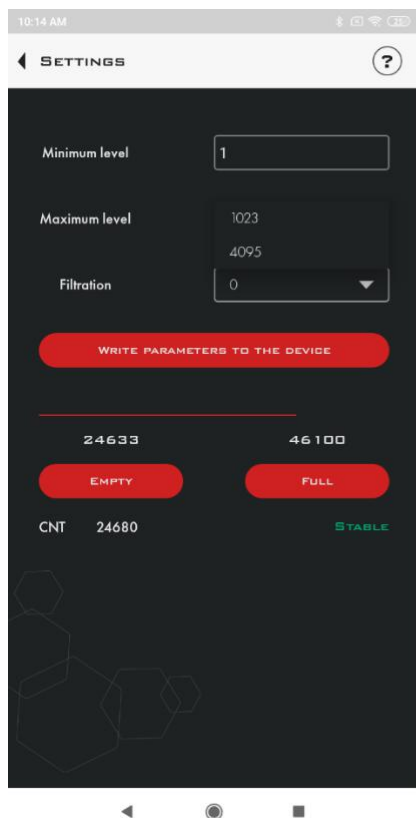 10:14 AM
25
SETTINGS
?
Minimum level
1
Maximum level
1023
4095
Filtration
0
WRITE PARAMETERS TO THE DEVICE
24633
46100
EMPTY
FULL
CNT 24680
STABLE